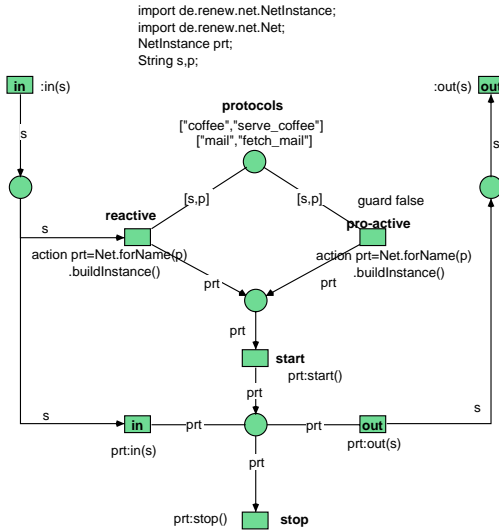 import de.renew.net.NetInstance;
import de.renew.net.Net;
NetInstance prt;
String s,p;
in :in(s)
:out(s) out
protocols
["coffee","serve_coffee"]
["mail","fetch_mail"]
s
s
[s,p]
[s,p]
guard false
reactive
pro-active
s
action prt=Net.forName(p)
.buildInstance()
action prt=Net.forName(p)
.buildInstance()
prt
prt
prt
start
prt:start()
prt
s
in
prt
prt
out
s
prt:in(s)
prt:out(s)
prt
prt:stop()
stop